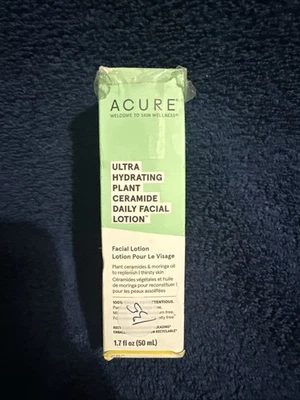 ACURE®
WELCOME TO SKIN WELLNESS®
ULTRA
HYDRATING
PLANT
CERAMIDE
DAILY FACIAL
LOTION™
Facial Lotion
Lotion Pour Le Visage
Plant ceramides & moringa oil
to replenish thirsty skin
Céramides végétales et huile
de moringa pour reconstituer
pour les peaux assoiffées
100%
1.7 fl oz (50 mL)